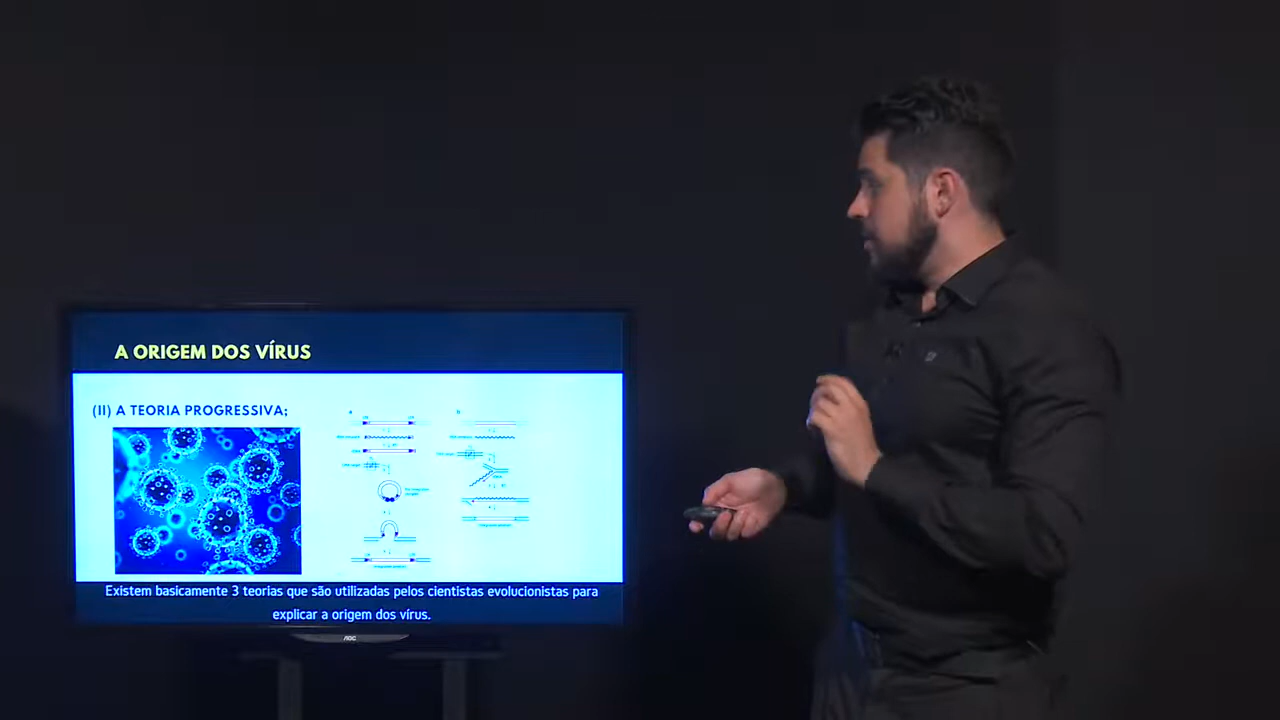 A ORIGEM DOS VÍRUS
(II) A TEORIA PROGRESSIVA;
a
b
Existem basicamente 3 teorias que são utilizadas pelos cientistas evolucionistas para
explicar a origem dos vírus.
AOC